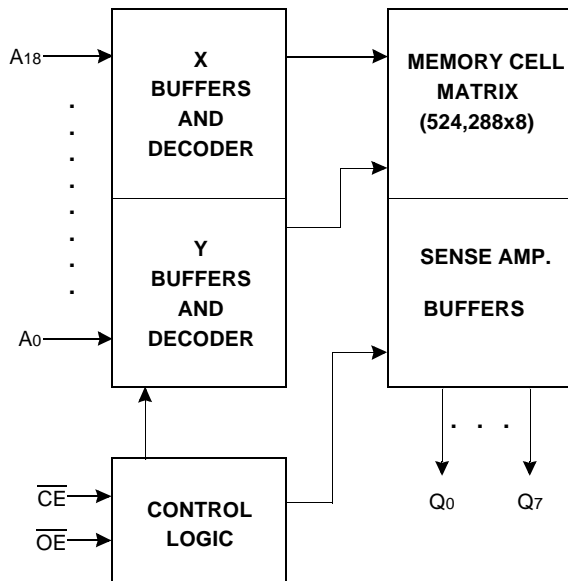 A18
X
BUFFERS
AND
DECODER
MEMORY CELL
MATRIX
(524,288x8)
Y
BUFFERS
AND
DECODER
A0
SENSE AMP.
BUFFERS
CE
OE
CONTROL
LOGIC
Q0
Q7